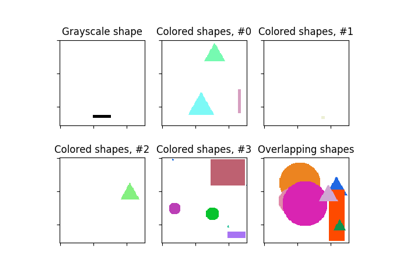 Grayscale shape
Colored shapes, #0
Colored shapes, #1
Colored shapes, #2
Colored shapes, #3
Overlapping shapes